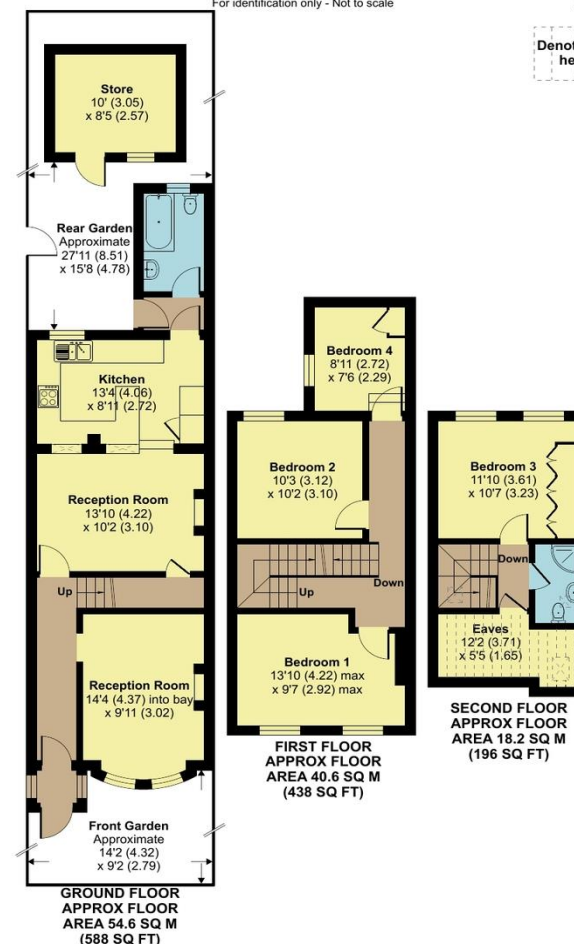 For identification only - Not to scale
Store
10' (3.05)
x 8'5 (2.57)
Rear Garden
Approximate
27'11 (8.51)
x 15'8 (4.78)
Kitchen
13'4 (4.06)
x 8'11 (2.72)
Reception Room
13'10 (4.22)
x 10'2 (3.10)
Up
Reception Room
14'4 (4.37) into bay
x 9'11 (3.02)
Front Garden
Approximate
14'2 (4.32)
x 9'2 (2.79)
GROUND FLOOR
APPROX FLOOR
AREA 54.6 SQ M
(588 SQ FT)
Bedroom 4
8'11 (2.72)
x 7'6 (2.29)
Bedroom 2
10'3 (3.12)
x 10'2 (3.10)
Up
Down
Bedroom 1
13'10 (4.22) max
x 9'7 (2.92) max
FIRST FLOOR
APPROX FLOOR
AREA 40.6 SQ M
(438 SQ FT)
Denot
he
Bedroom 3
11'10 (3.61)
x 10'7 (3.23)
Down
Eaves
12'2 (3.71)
x 5'5 (1.65)
SECOND FLOOR
APPROX FLOOR
AREA 18.2 SQ M
(196 SQ FT)